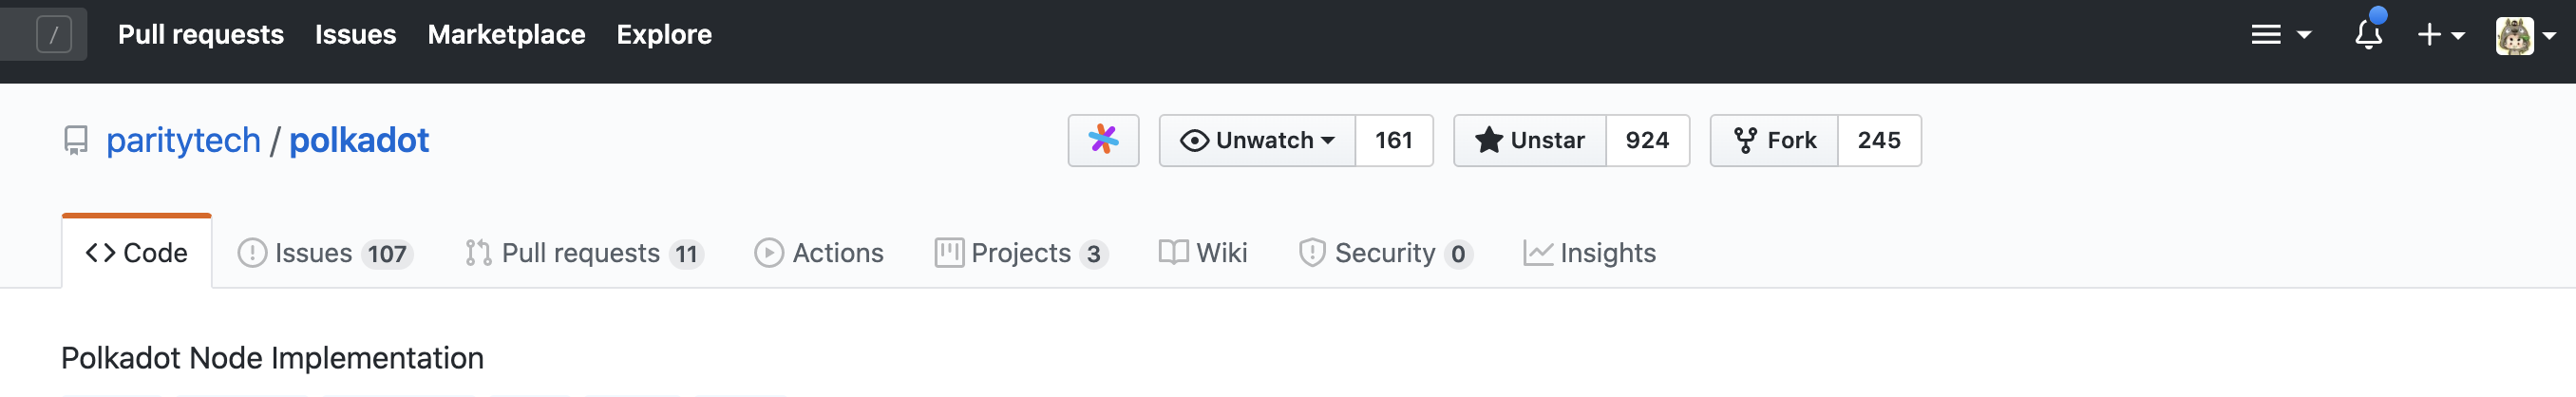 / Pull requests Issues Marketplace Explore
paritytech / polkadot Unwatch 161 Unstar 924 Fork 245
Code Issues 107 Pull requests 11 Actions Projects 3 Wiki Security 0 Insights
Polkadot Node Implementation